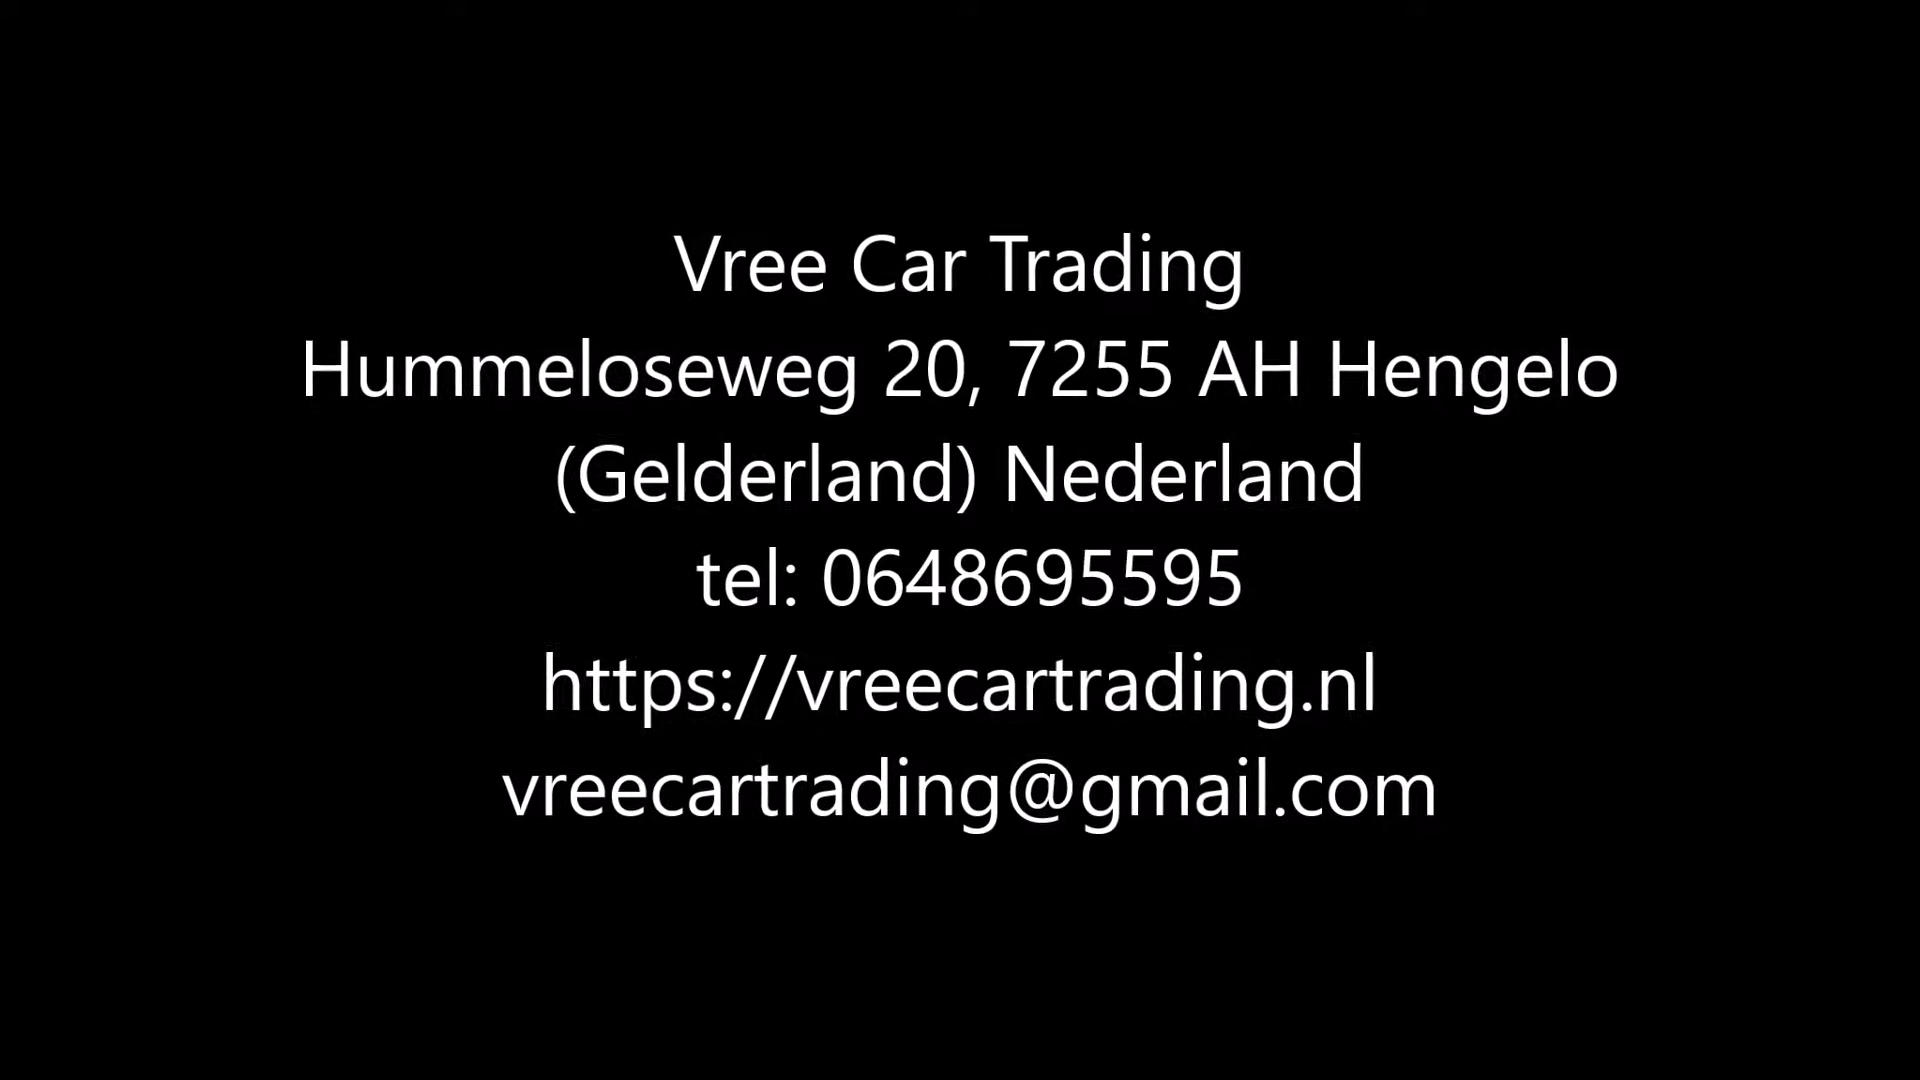 Vree Car Trading
Hummeloseweg 20, 7255 AH Hengelo
(Gelderland) Nederland
tel: 0648695595
https://vreecartrading.nl
vreecartrading@gmail.com